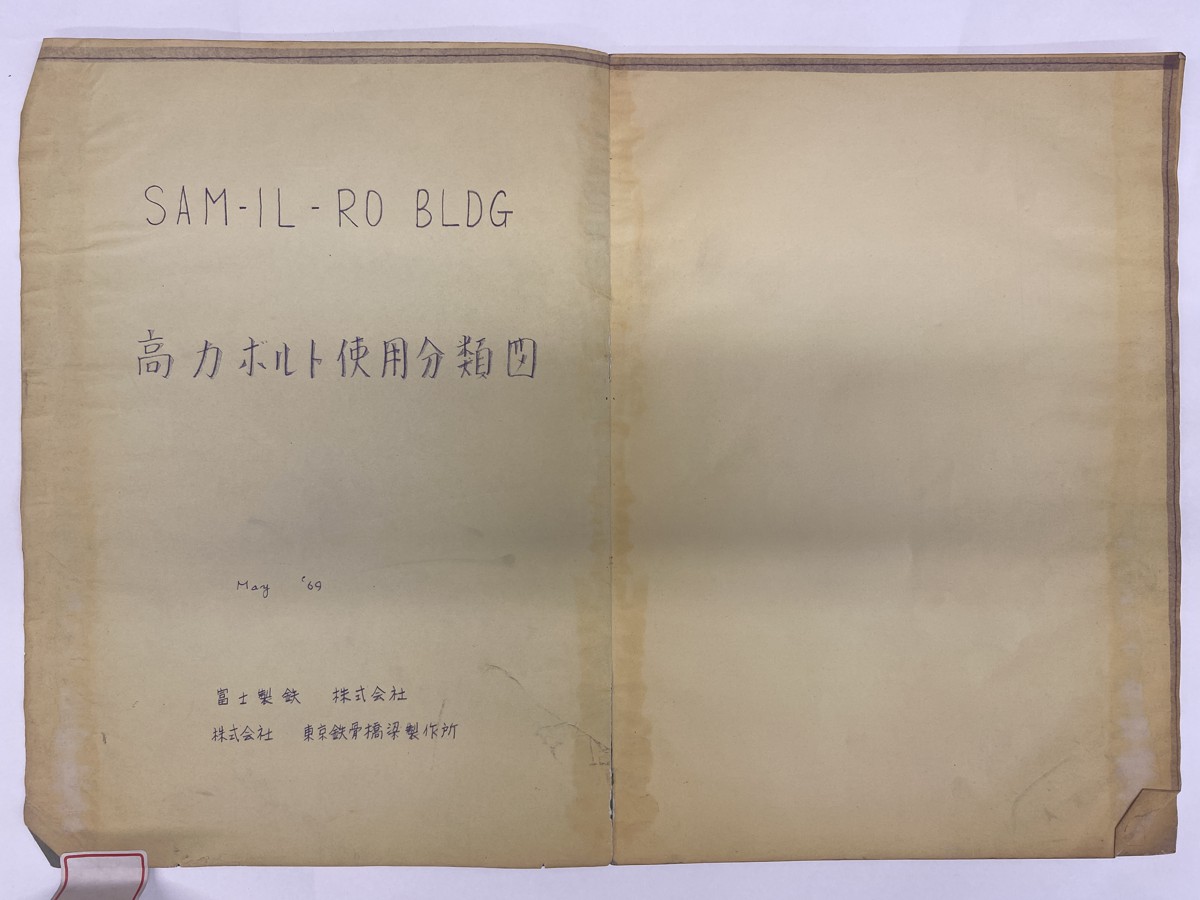 SAM-IL-RO BLDG
高力ボルト使用分類図
May '69
富士製鉄 株式会社
株式会社 東京鉄骨橋梁製作所